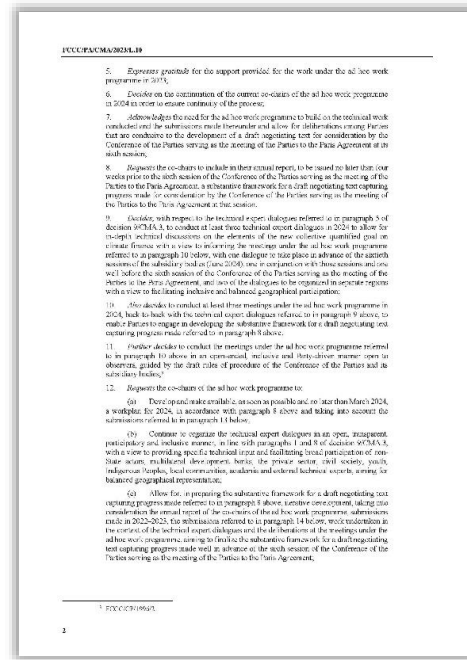 FCCC/PA/CMA/2023/L.10
5. Expresses gratitude for the support provided for the work under the ad hoc work
programme in 2023;
6. Decides on the continuation of the current co-chairs of the ad hoc work programme
in 2024 in order to ensure continuity of the process;
7. Acknowledges the need for the ad hoc work programme to build on the technical work
conducted and the submissions made thereunder and allow for deliberations among Parties
that are conducive to the development of a draft negotiating text for consideration by the
Conference of the Parties serving as the meeting of the Parties to the Paris Agreement at its
sixth session;
8. Requests the co-chairs to include in their annual report, to be issued no later than four
weeks prior to the sixth session of the Conference of the Parties serving as the meeting of the
Parties to the Paris Agreement, a substantive framework for a draft negotiating text capturing
progress made for consideration by the Conference of the Parties serving as the meeting of
the Parties to the Paris Agreement in that session.
9. Decides, with respect to the technical expert dialogues referred to in paragraph 5 of
decision 9/CMA.3, to conduct at least three technical expert dialogues in 2024 to allow for
in-depth technical discussions on the elements of the new collective quantified goal on
climate finance with a view to informing the meetings under the ad hoc work programme
referred to in paragraph 10 below, with one dialogue to take place in advance of the sixtieth
sessions of the subsidiary bodies (June 2024), one in conjunction with those sessions and one
well before the sixth session of the Conference of the Parties serving as the meeting of the
Parties to the Paris Agreement, and two of the dialogues to be organized in separate regions
with a view to facilitating inclusive and balanced geographical participation;
10. Also decides to conduct at least three meetings under the ad hoc work programme in
2024, back to back with the technical expert dialogues referred to in paragraph 9 above, to
enable Parties to engage in developing the substantive framework for a draft negotiating text
capturing progress made referred to in paragraph 8 above.
11. Further decides to conduct the meetings under the ad hoc work programme referred
to in paragraph 10 above in an open-ended, inclusive and Party-driven manner open to
observers, guided by the draft rules of procedure of the Conference of the Parties and its
subsidiary bodies;
12. Requests the co-chairs of the ad hoc work programme to:
(a) Develop and make available, as soon as possible and no later than March 2024,
a workplan for 2024, in accordance with paragraph 8 above and taking into account the
submissions referred to in paragraph 13 below;
(b) Continue to organize the technical expert dialogues in an open, transparent,
participatory and inclusive manner, in line with paragraphs 1 and 8 of decision 9/CMA.3,
with a view to providing specific technical input and facilitating broad participation of non-
State actors, multilateral development banks, the private sector, civil society, youth,
Indigenous Peoples, local communities, academia and external technical experts, aiming for
balanced geographical representation;
(c) Allow for, in preparing the substantive framework for a draft negotiating text
capturing progress made referred to in paragraph 8 above, iterative development, taking into
consideration the annual report of the co-chairs of the ad hoc work programme, submissions
made in 2022–2023, the submissions referred to in paragraph 14 below, work undertaken in
the context of the technical expert dialogues and the deliberations at the meetings under the
ad hoc work programme, aiming to finalize the substantive framework for a draft negotiating
text capturing progress made well in advance of the sixth session of the Conference of the
Parties serving as the meeting of the Parties to the Paris Agreement;
FCCC/CP/1996/2.
2